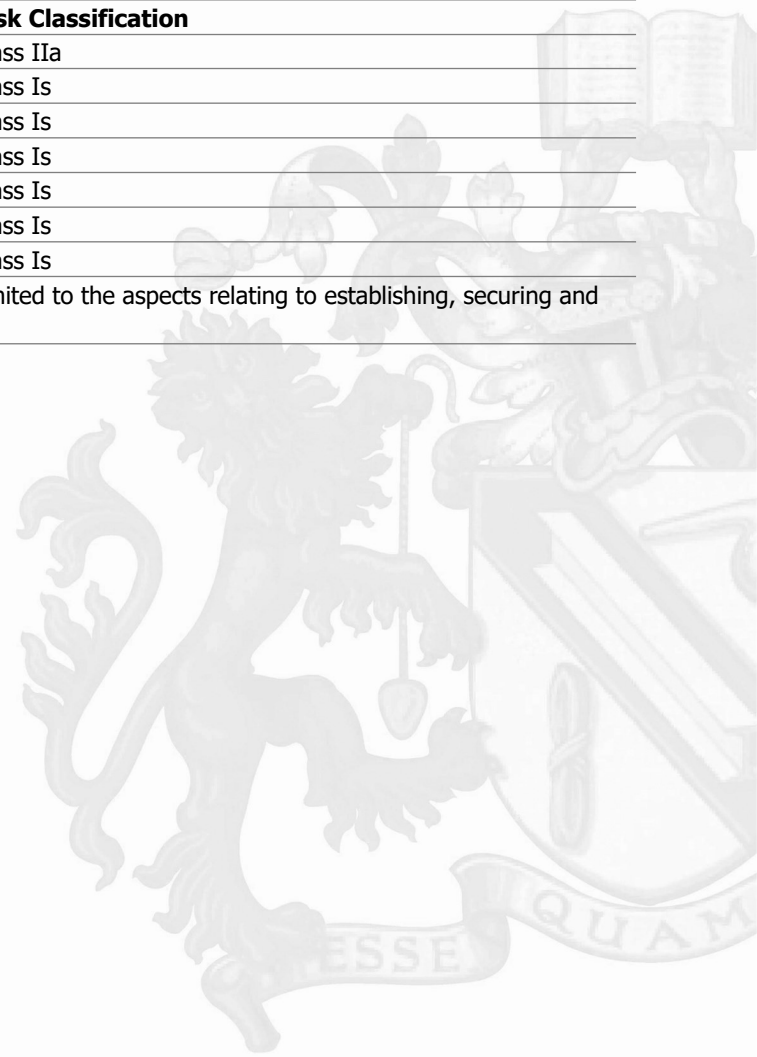 sk Classification
ss IIa
ss Is
ss Is
ss Is
ss Is
ss Is
ss Is
ited to the aspects relating to establishing, securing and
ESSE QUAM